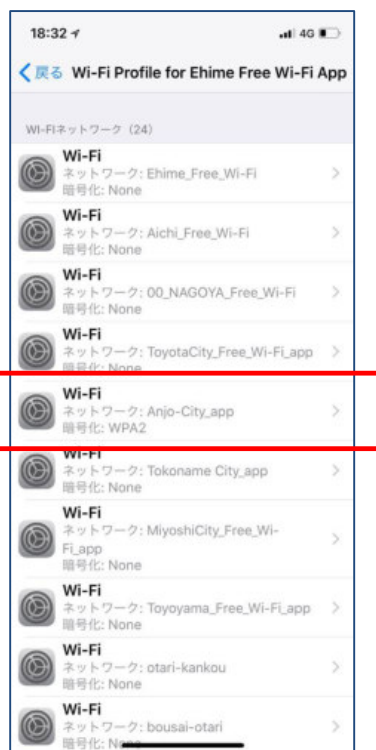 18:32
4G
戻る Wi-Fi Profile for Ehime Free Wi-Fi App
WI-FIネットワーク（24）
Wi-Fi
ネットワーク: Ehime_Free_Wi-Fi
暗号化: None
Wi-Fi
ネットワーク: Aichi_Free_Wi-Fi
暗号化: None
Wi-Fi
ネットワーク: 00_NAGOYA_Free_Wi-Fi
暗号化: None
Wi-Fi
ネットワーク: ToyotaCity_Free_Wi-Fi_app
暗号化: None
Wi-Fi
ネットワーク: Anjo-City_app
暗号化: WPA2
Wi-Fi
ネットワーク: Tokoname City_app
暗号化: None
Wi-Fi
ネットワーク: MiyoshiCity_Free_Wi-
Fi_app
暗号化: None
Wi-Fi
ネットワーク: Toyoyama_Free_Wi-Fi_app
暗号化: None
Wi-Fi
ネットワーク: otari-kankou
暗号化: None
Wi-Fi
ネットワーク: bousai-otari
暗号化: None